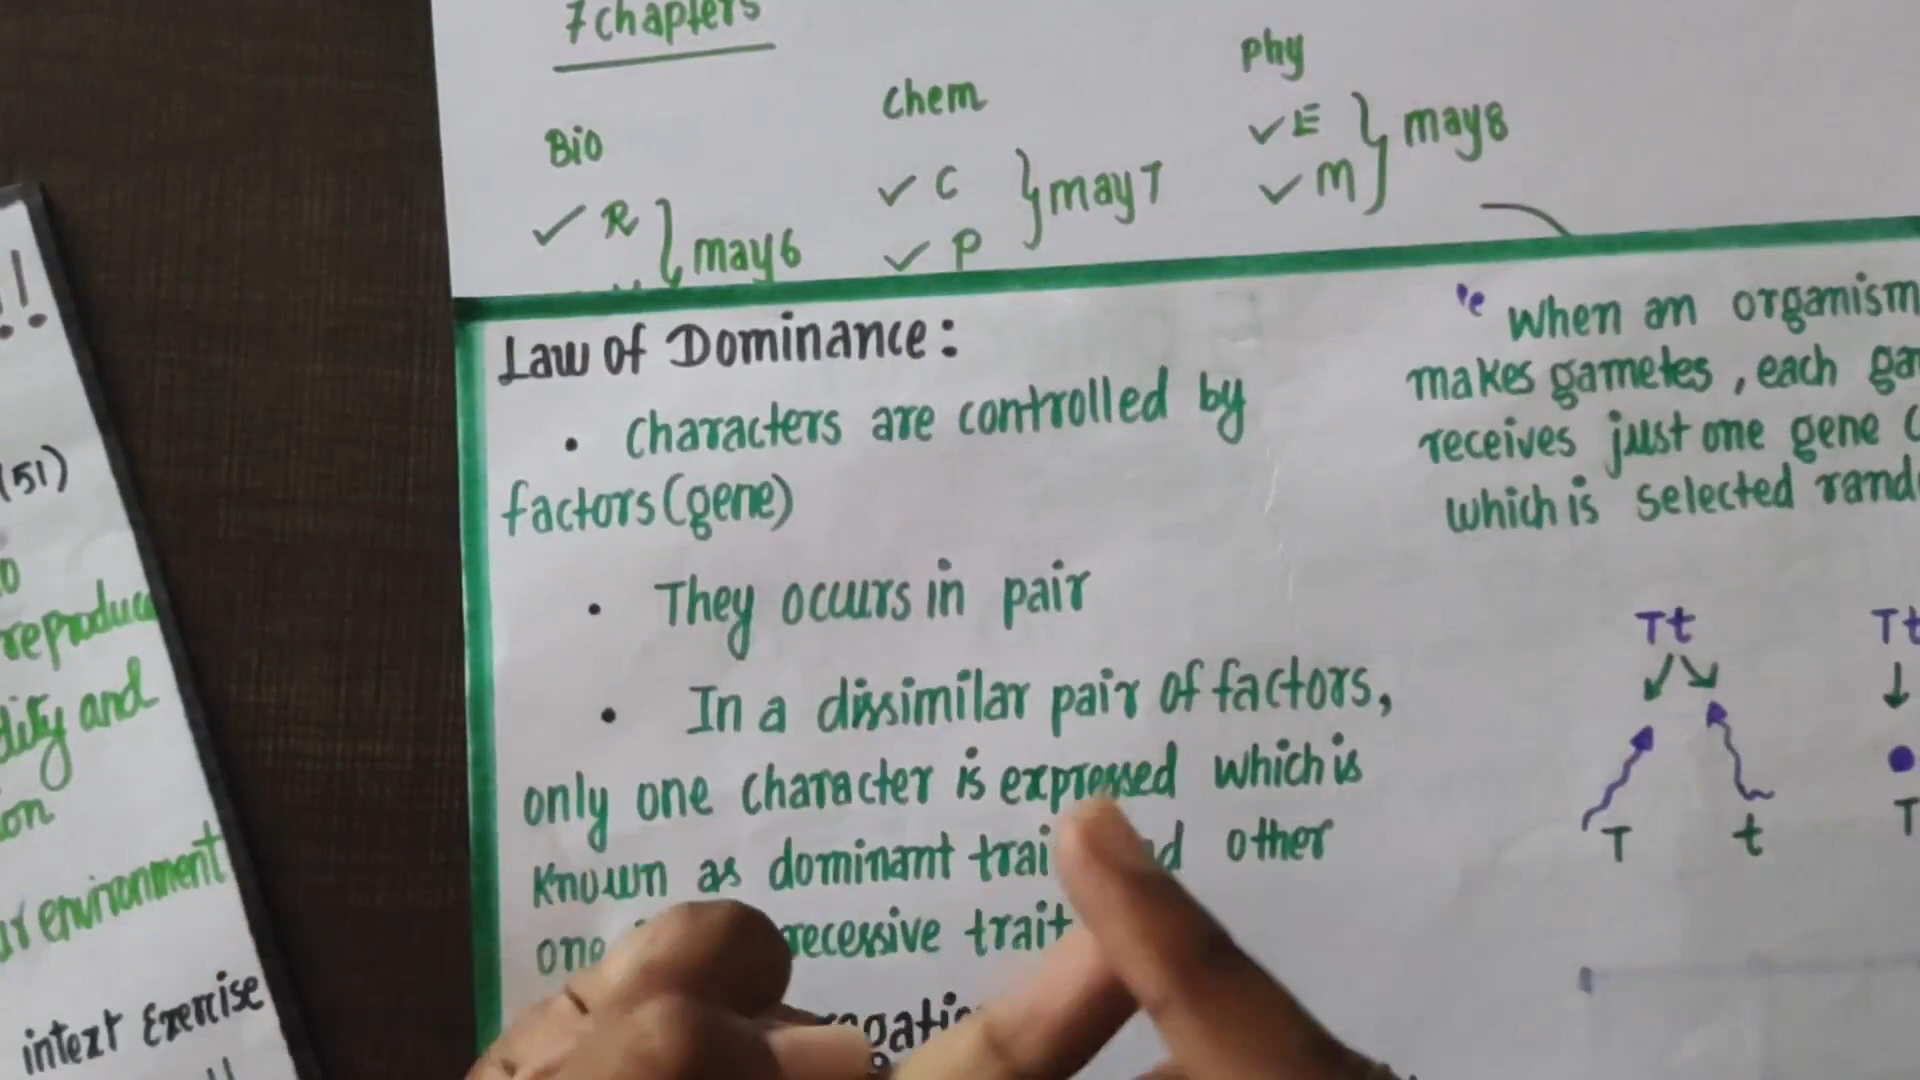 7 chapters
Bio
✓ R } may 6
Chem
✓ C } may 7
✓ P
Phy
✓ E } may 8
✓ M
Law of Dominance:
• Characters are controlled by
factors (gene)
• They occurs in pair
• In a dissimilar pair of factors,
only one character is expressed which is
known as dominant trai
other
one
recessive trait
When an organism
makes gametes, each
receives just one gene
which is selected
Tt
T t
Tt
T
!!
(51)
reproduc
and
environment
intext Exercise